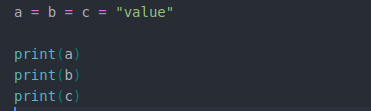 a = b = c = "value"
print(a)
print(b)
print(c)